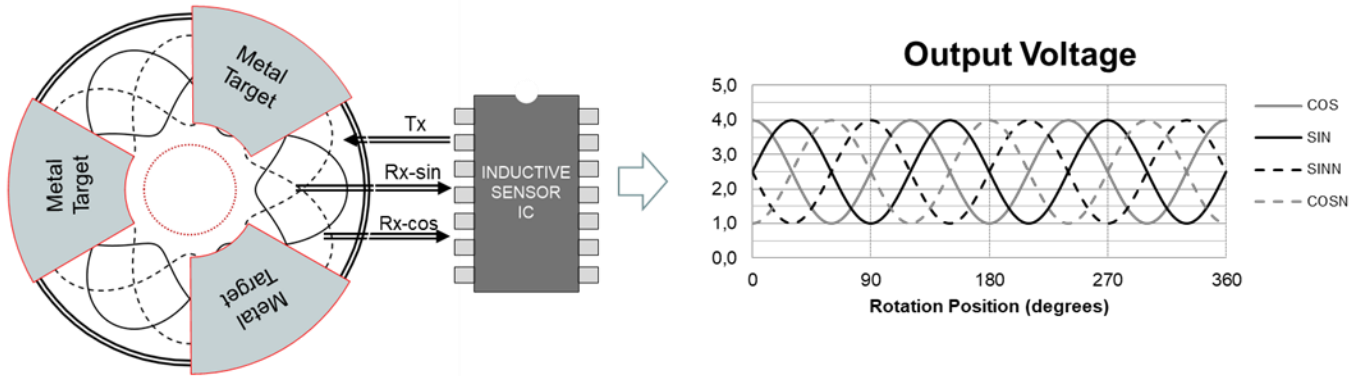 Metal
Target
Metal
Target
Metal
Target
Tx
Rx-sin
Rx-cos
INDUCTIVE
SENSOR
IC
Output Voltage
5,0
4,0
3,0
2,0
1,0
0,0
0
90
180
270
360
Rotation Position (degrees)
COS
SIN
SINN
COSN